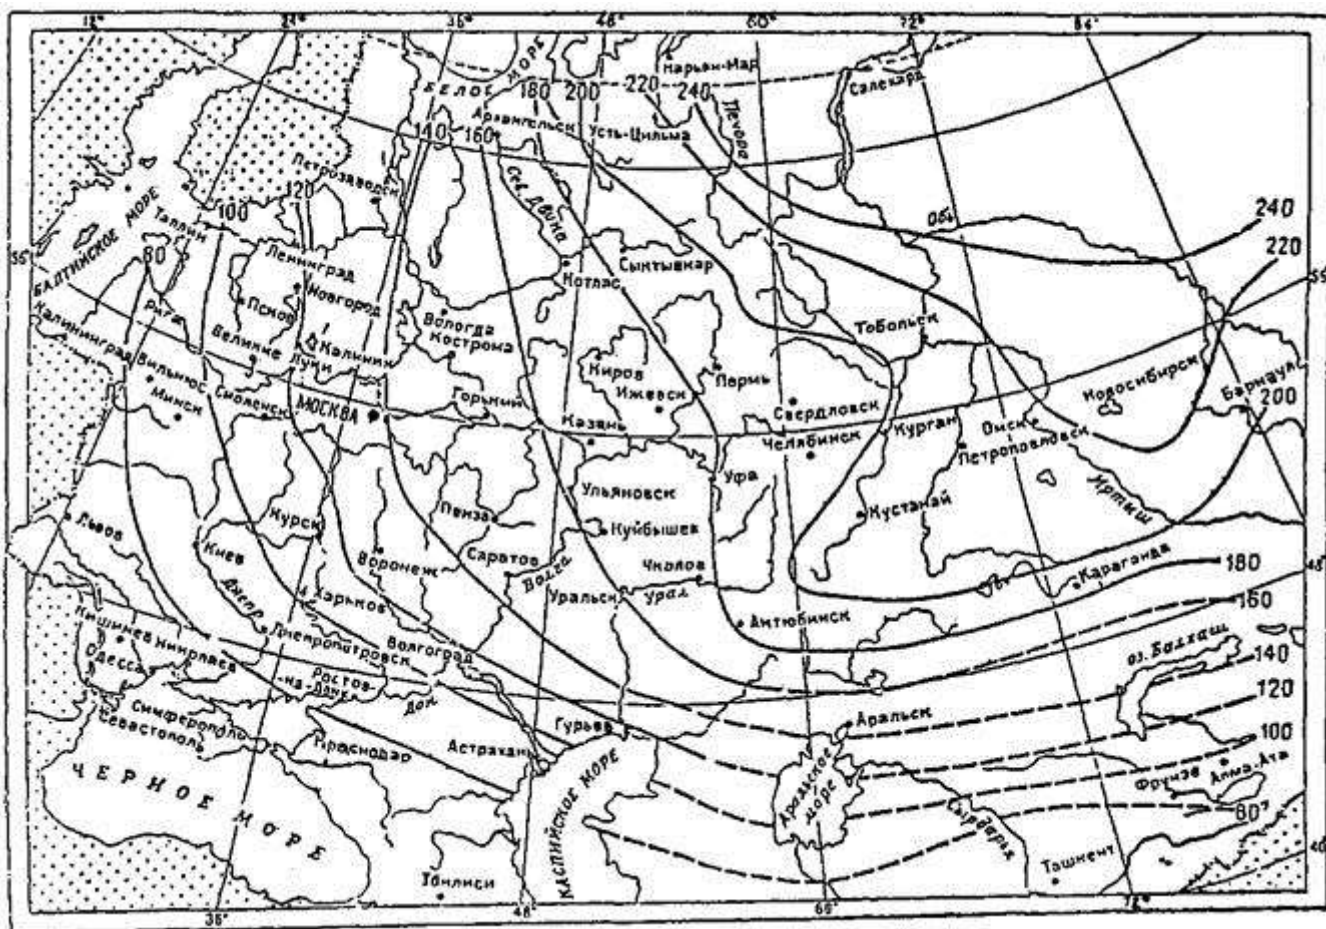 12° 24° 36° 48° 60° 72° 84°
БЕЛОЕ МОРЕ
Нарьян-Мар
Салехард
180 200 220 240
Печора
Архангельск Усть-Цильма
140 160
Петрозаводск
Сев. Двина
БАЛТИЙСКОЕ МОРЕ
Таллин
100 120
Обь
240
220
80
Ленинград
Сыктывкар
Котлас
Новгород
Псков
Рига
Вологда
Тобольск
Калининград
Вильнюс
Великие Луки
Калинин
Кострома
Киров
Пермь
Новосибирск
Барнаул
200
Минск
Смоленск
МОСКВА
Горький
Ижевск
Свердловск
Казань
Челябинск
Курган
Омск
Петропавловск
Уфа
Ульяновск
Иртыш
Львов
Киев
Курск
Пенза
Куйбышев
Кустанай
Воронеж
Саратов
Волга
Чкалов
Караганда
180
48°
Днепр
Харьков
Уральск
Урал
160
Кишинев
Николаев
Днепропетровск
Волгоград
Актюбинск
оз. Балхаш
Одесса
Ростов-
на-Дону
Дон
140
120
Симферополь
Севастополь
Краснодар
Астрахань
Гурьев
Аральск
100
ЧЕРНОЕ МОРЕ
КАСПИЙСКОЕ МОРЕ
Аральское
море
Сырдарья
Фрунзе
Алма-Ата
80
Тбилиси
Ташкент
40°
36° 48°